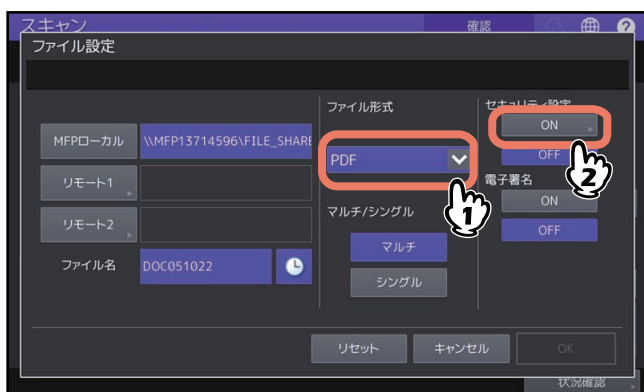 スキャン
確認
?
ファイル設定
MFPローカル
\\MFP13714596\FILE_SHARE
リモート1
リモート2
ファイル名
DOC051022
ファイル形式
PDF
マルチ/シングル
マルチ
シングル
セキュリティ設定
ON
OFF
電子署名
ON
OFF
1
2
リセット
キャンセル
OK
状況確認